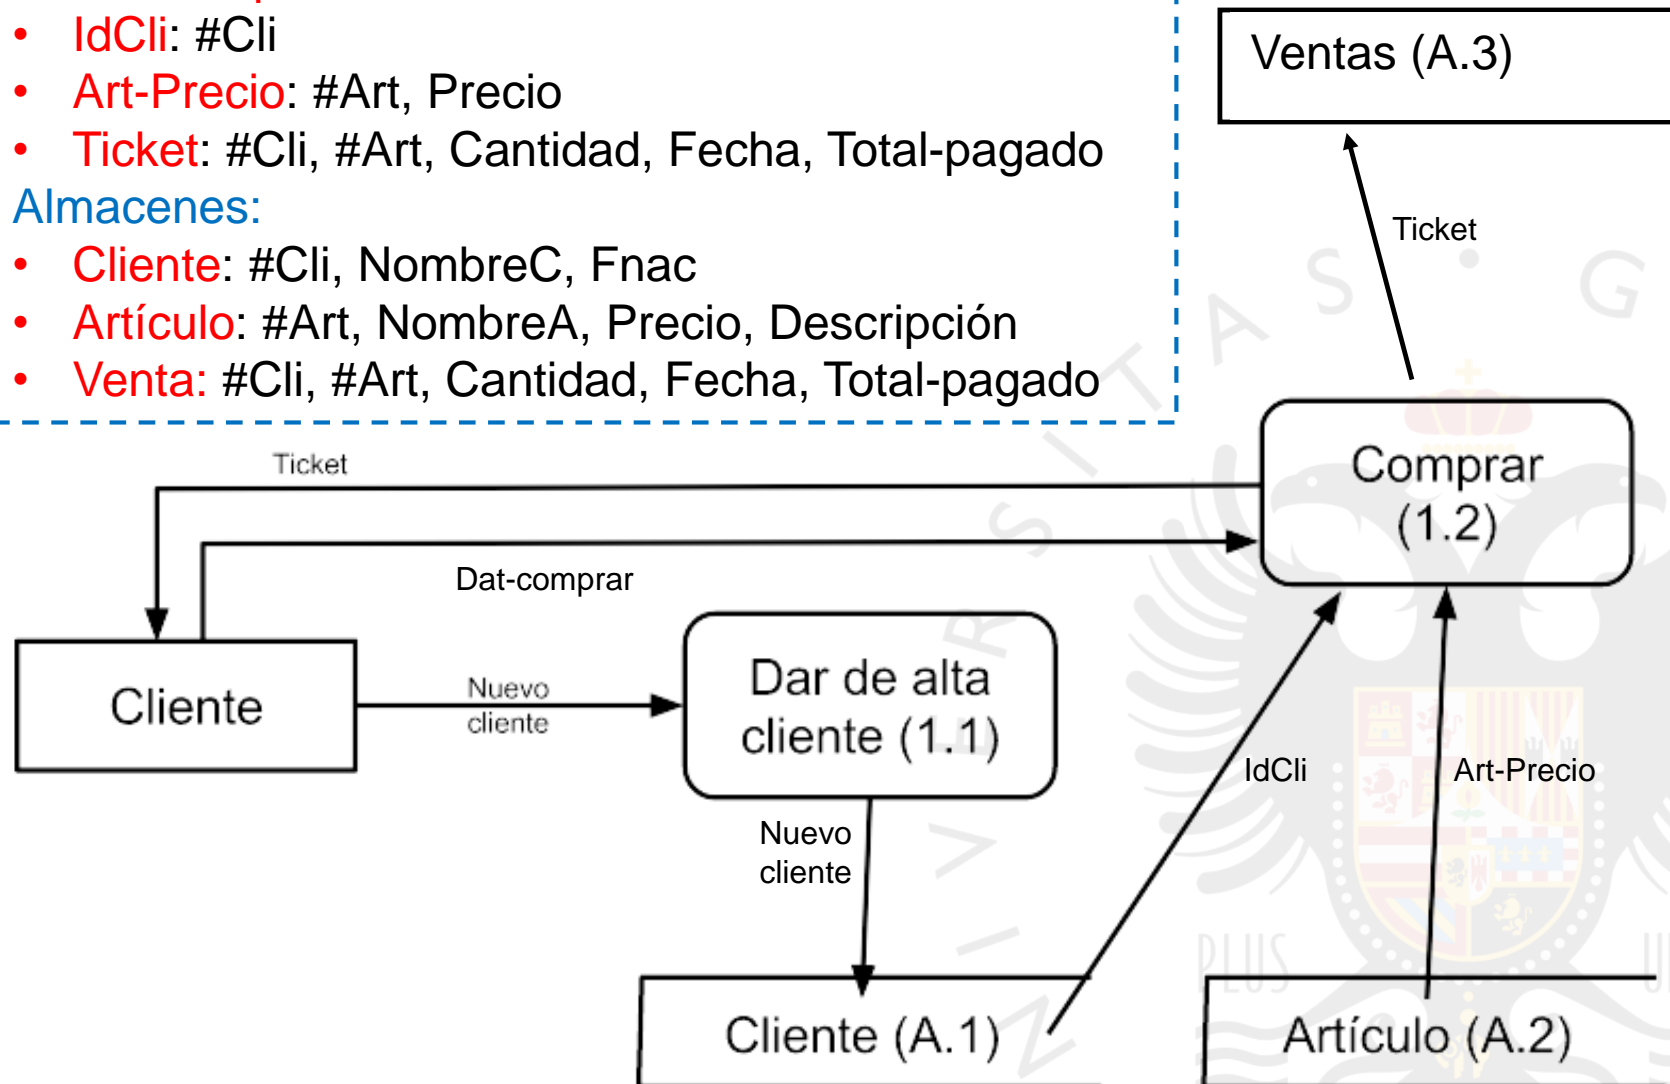 • IdCli: #Cli
• Art-Precio: #Art, Precio
• Ticket: #Cli, #Art, Cantidad, Fecha, Total-pagado
Almacenes:
• Cliente: #Cli, NombreC, Fnac
• Artículo: #Art, NombreA, Precio, Descripción
• Venta: #Cli, #Art, Cantidad, Fecha, Total-pagado
Ventas (A.3)
Ticket
Comprar
(1.2)
Ticket
Dat-comprar
Cliente
Nuevo
cliente
Dar de alta
cliente (1.1)
Nuevo
cliente
IdCli
Art-Precio
Cliente (A.1)
Artículo (A.2)
NIVERSITAS • G
PLUS